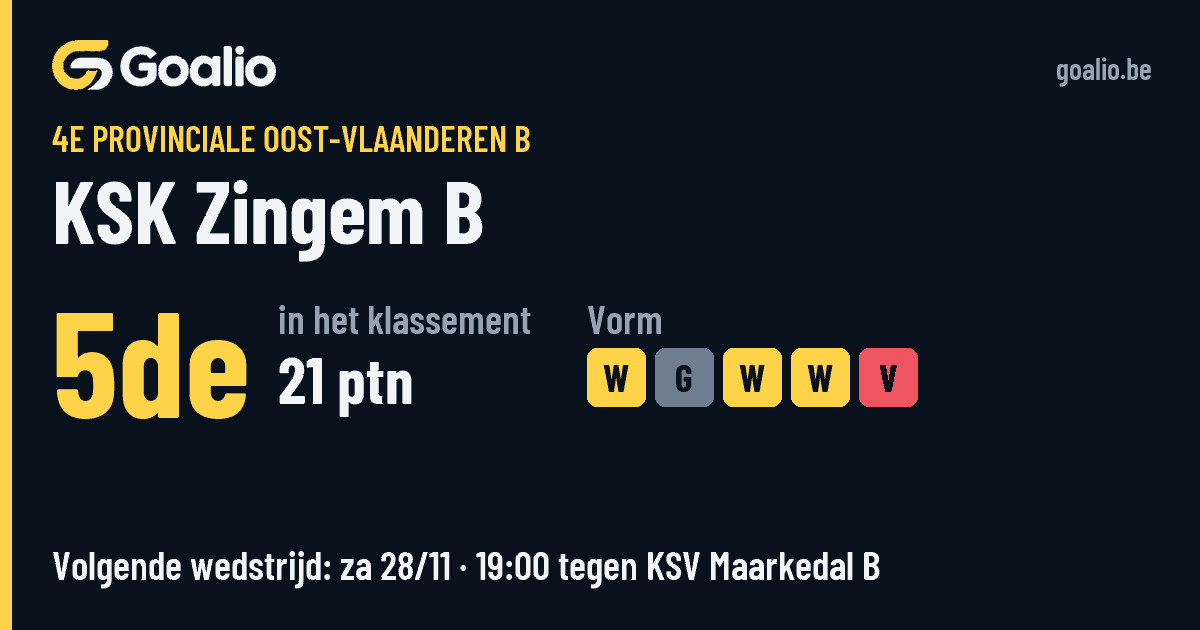 Goalio
goalio.be
4E PROVINCIALE OOST-VLAANDEREN B
KSK Zingem B
5de
in het klassement
21 ptn
Vorm
W G W W V
Volgende wedstrijd: za 28/11 · 19:00 tegen KSV Maarkedal B